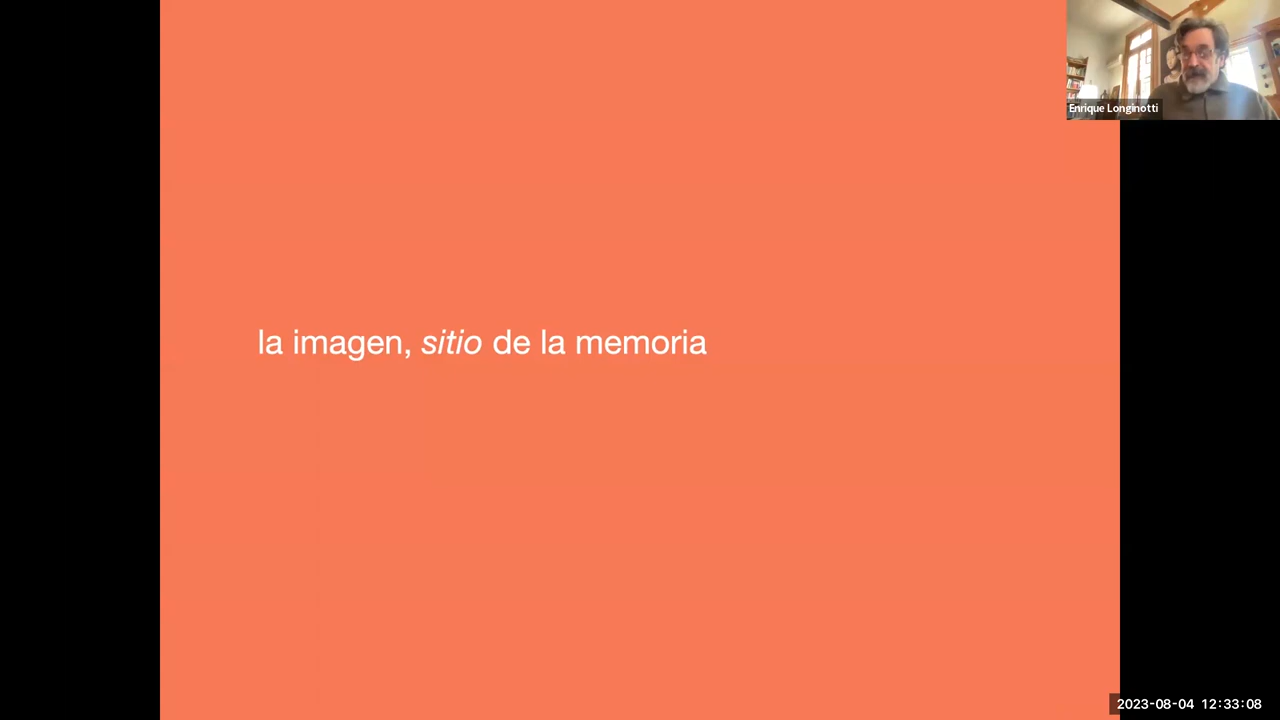 Enrique Longinotti
la imagen, sitio de la memoria
2023-08-04 12:33:08